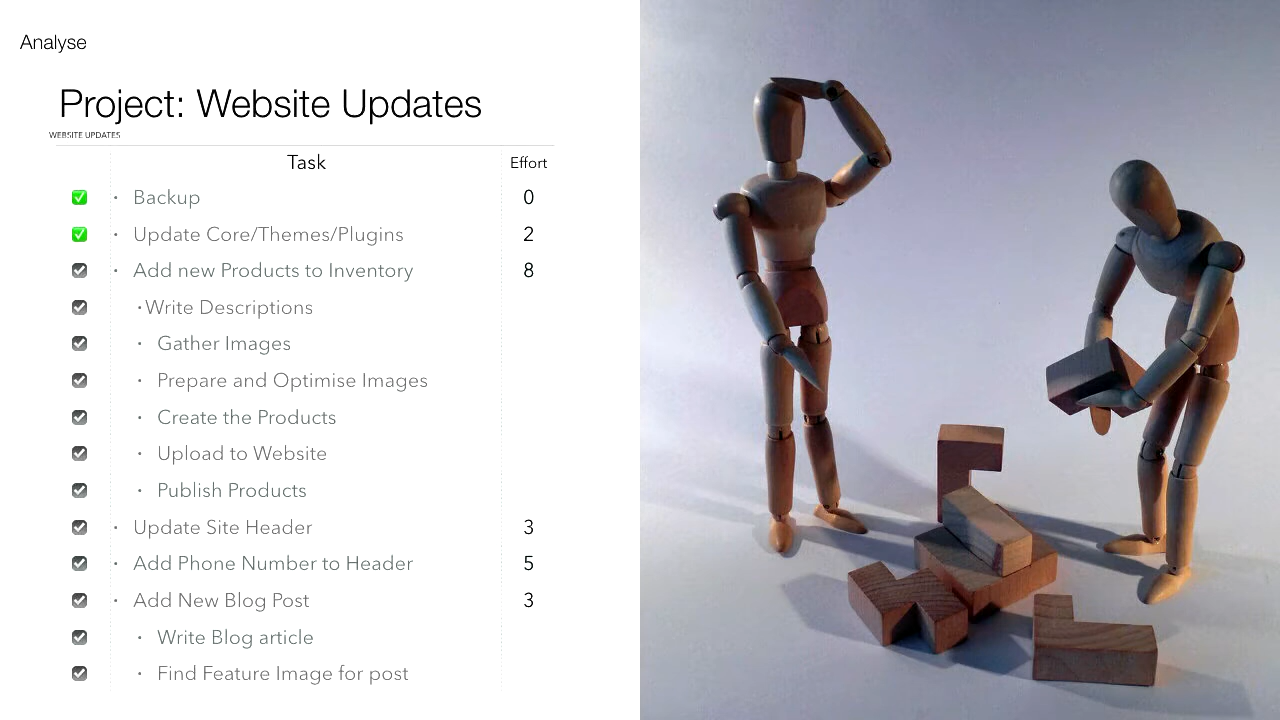 Analyse
Project: Website Updates
WEBSITE UPDATES
Task Effort
✅ • Backup 0
✅ • Update Core/Themes/Plugins 2
☑ • Add new Products to Inventory 8
☑ •Write Descriptions
☑ • Gather Images
☑ • Prepare and Optimise Images
☑ • Create the Products
☑ • Upload to Website
☑ • Publish Products
☑ • Update Site Header 3
☑ • Add Phone Number to Header 5
☑ • Add New Blog Post 3
☑ • Write Blog article
☑ • Find Feature Image for post